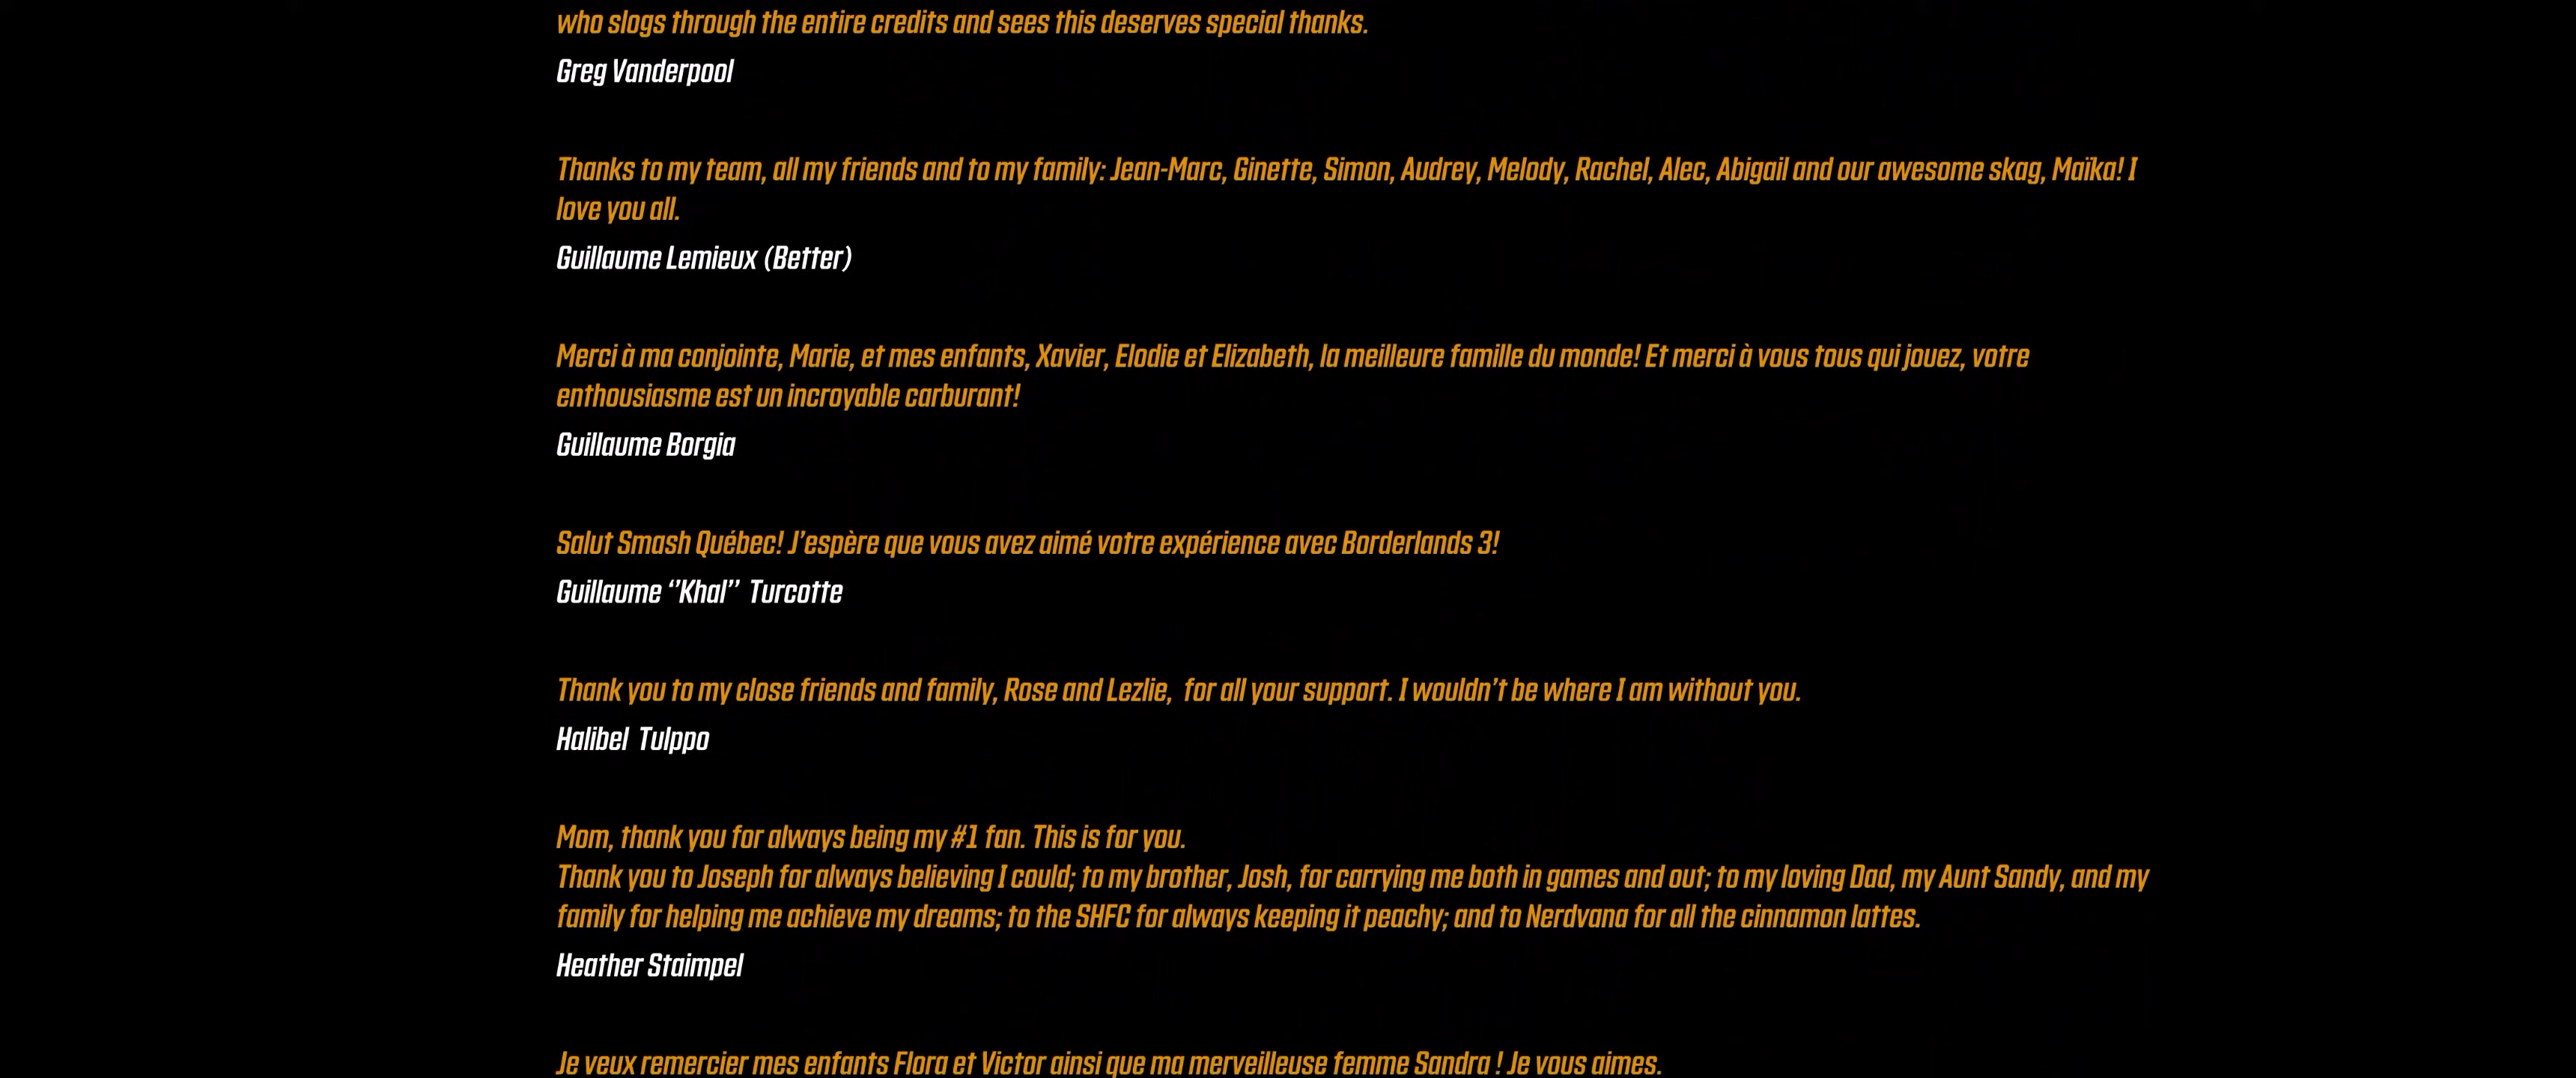 who slogs through the entire credits and sees this deserves special thanks.
Greg Vanderpool
Thanks to my team, all my friends and to my family: Jean-Marc, Ginette, Simon, Audrey, Melody, Rachel, Alec, Abigail and our awesome skag, Maïka! I
love you all.
Guillaume Lemieux (Better)
Merci à ma conjointe, Marie, et mes enfants, Xavier, Elodie et Elizabeth, la meilleure famille du monde! Et merci à vous tous qui jouez, votre
enthousiasme est un incroyable carburant!
Guillaume Borgia
Salut Smash Québec! J’espère que vous avez aimé votre expérience avec Borderlands 3!
Guillaume ‘’Khal’’  Turcotte
Thank you to my close friends and family, Rose and Lezlie,  for all your support. I wouldn’t be where I am without you.
Halibel  Tulppo
Mom, thank you for always being my #1 fan. This is for you.
Thank you to Joseph for always believing I could; to my brother, Josh, for carrying me both in games and out; to my loving Dad, my Aunt Sandy, and my
family for helping me achieve my dreams; to the SHFC for always keeping it peachy; and to Nerdvana for all the cinnamon lattes.
Heather Staimpel
Je veux remercier mes enfants Flora et Victor ainsi que ma merveilleuse femme Sandra ! Je vous aimes.